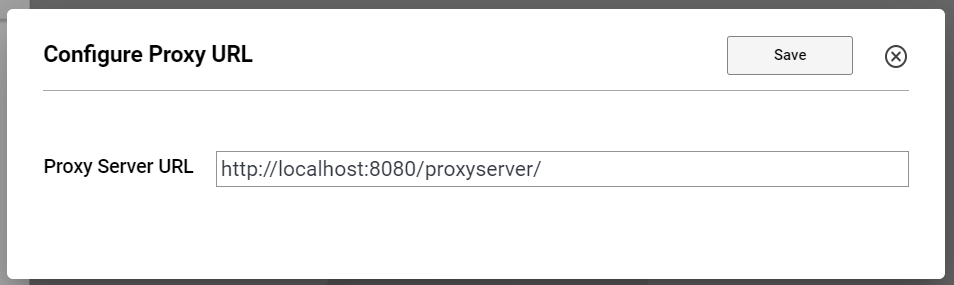 Configure Proxy URL
Save
Proxy Server URL
http://localhost:8080/proxyserver/